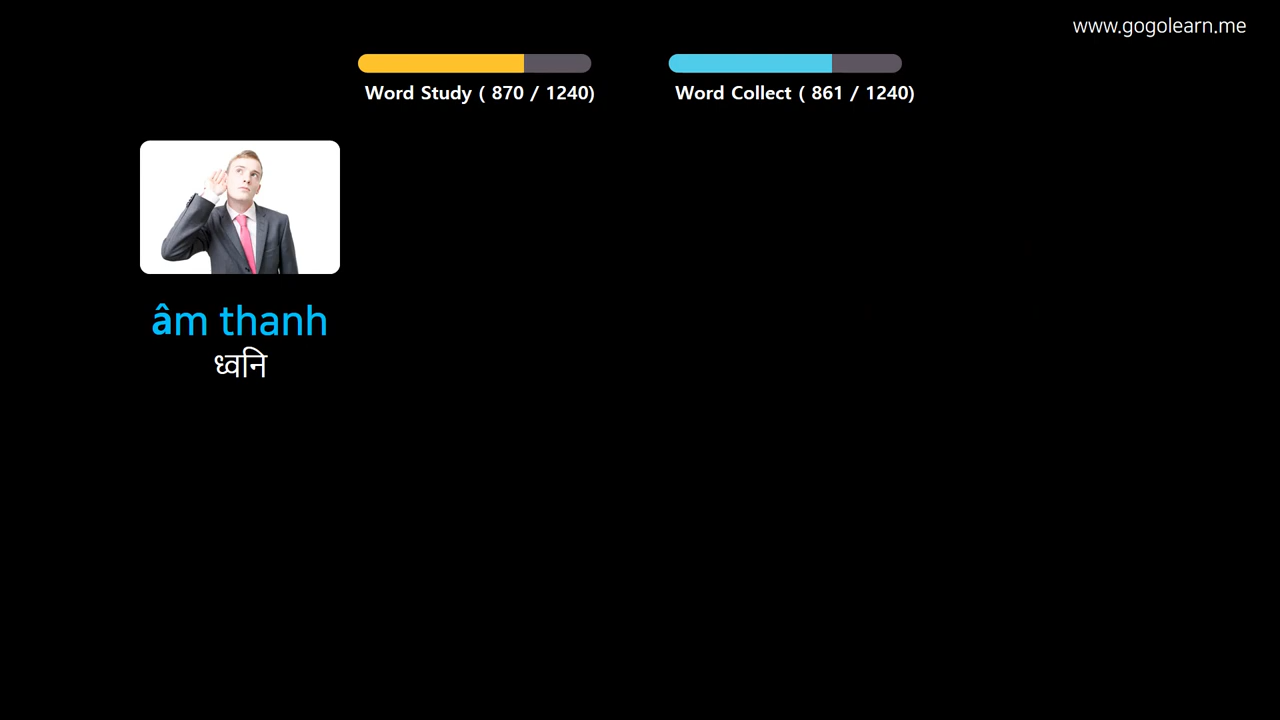 www.gogolearn.me
Word Study ( 870 / 1240)
Word Collect ( 861 / 1240)
âm thanh
ध्वनि